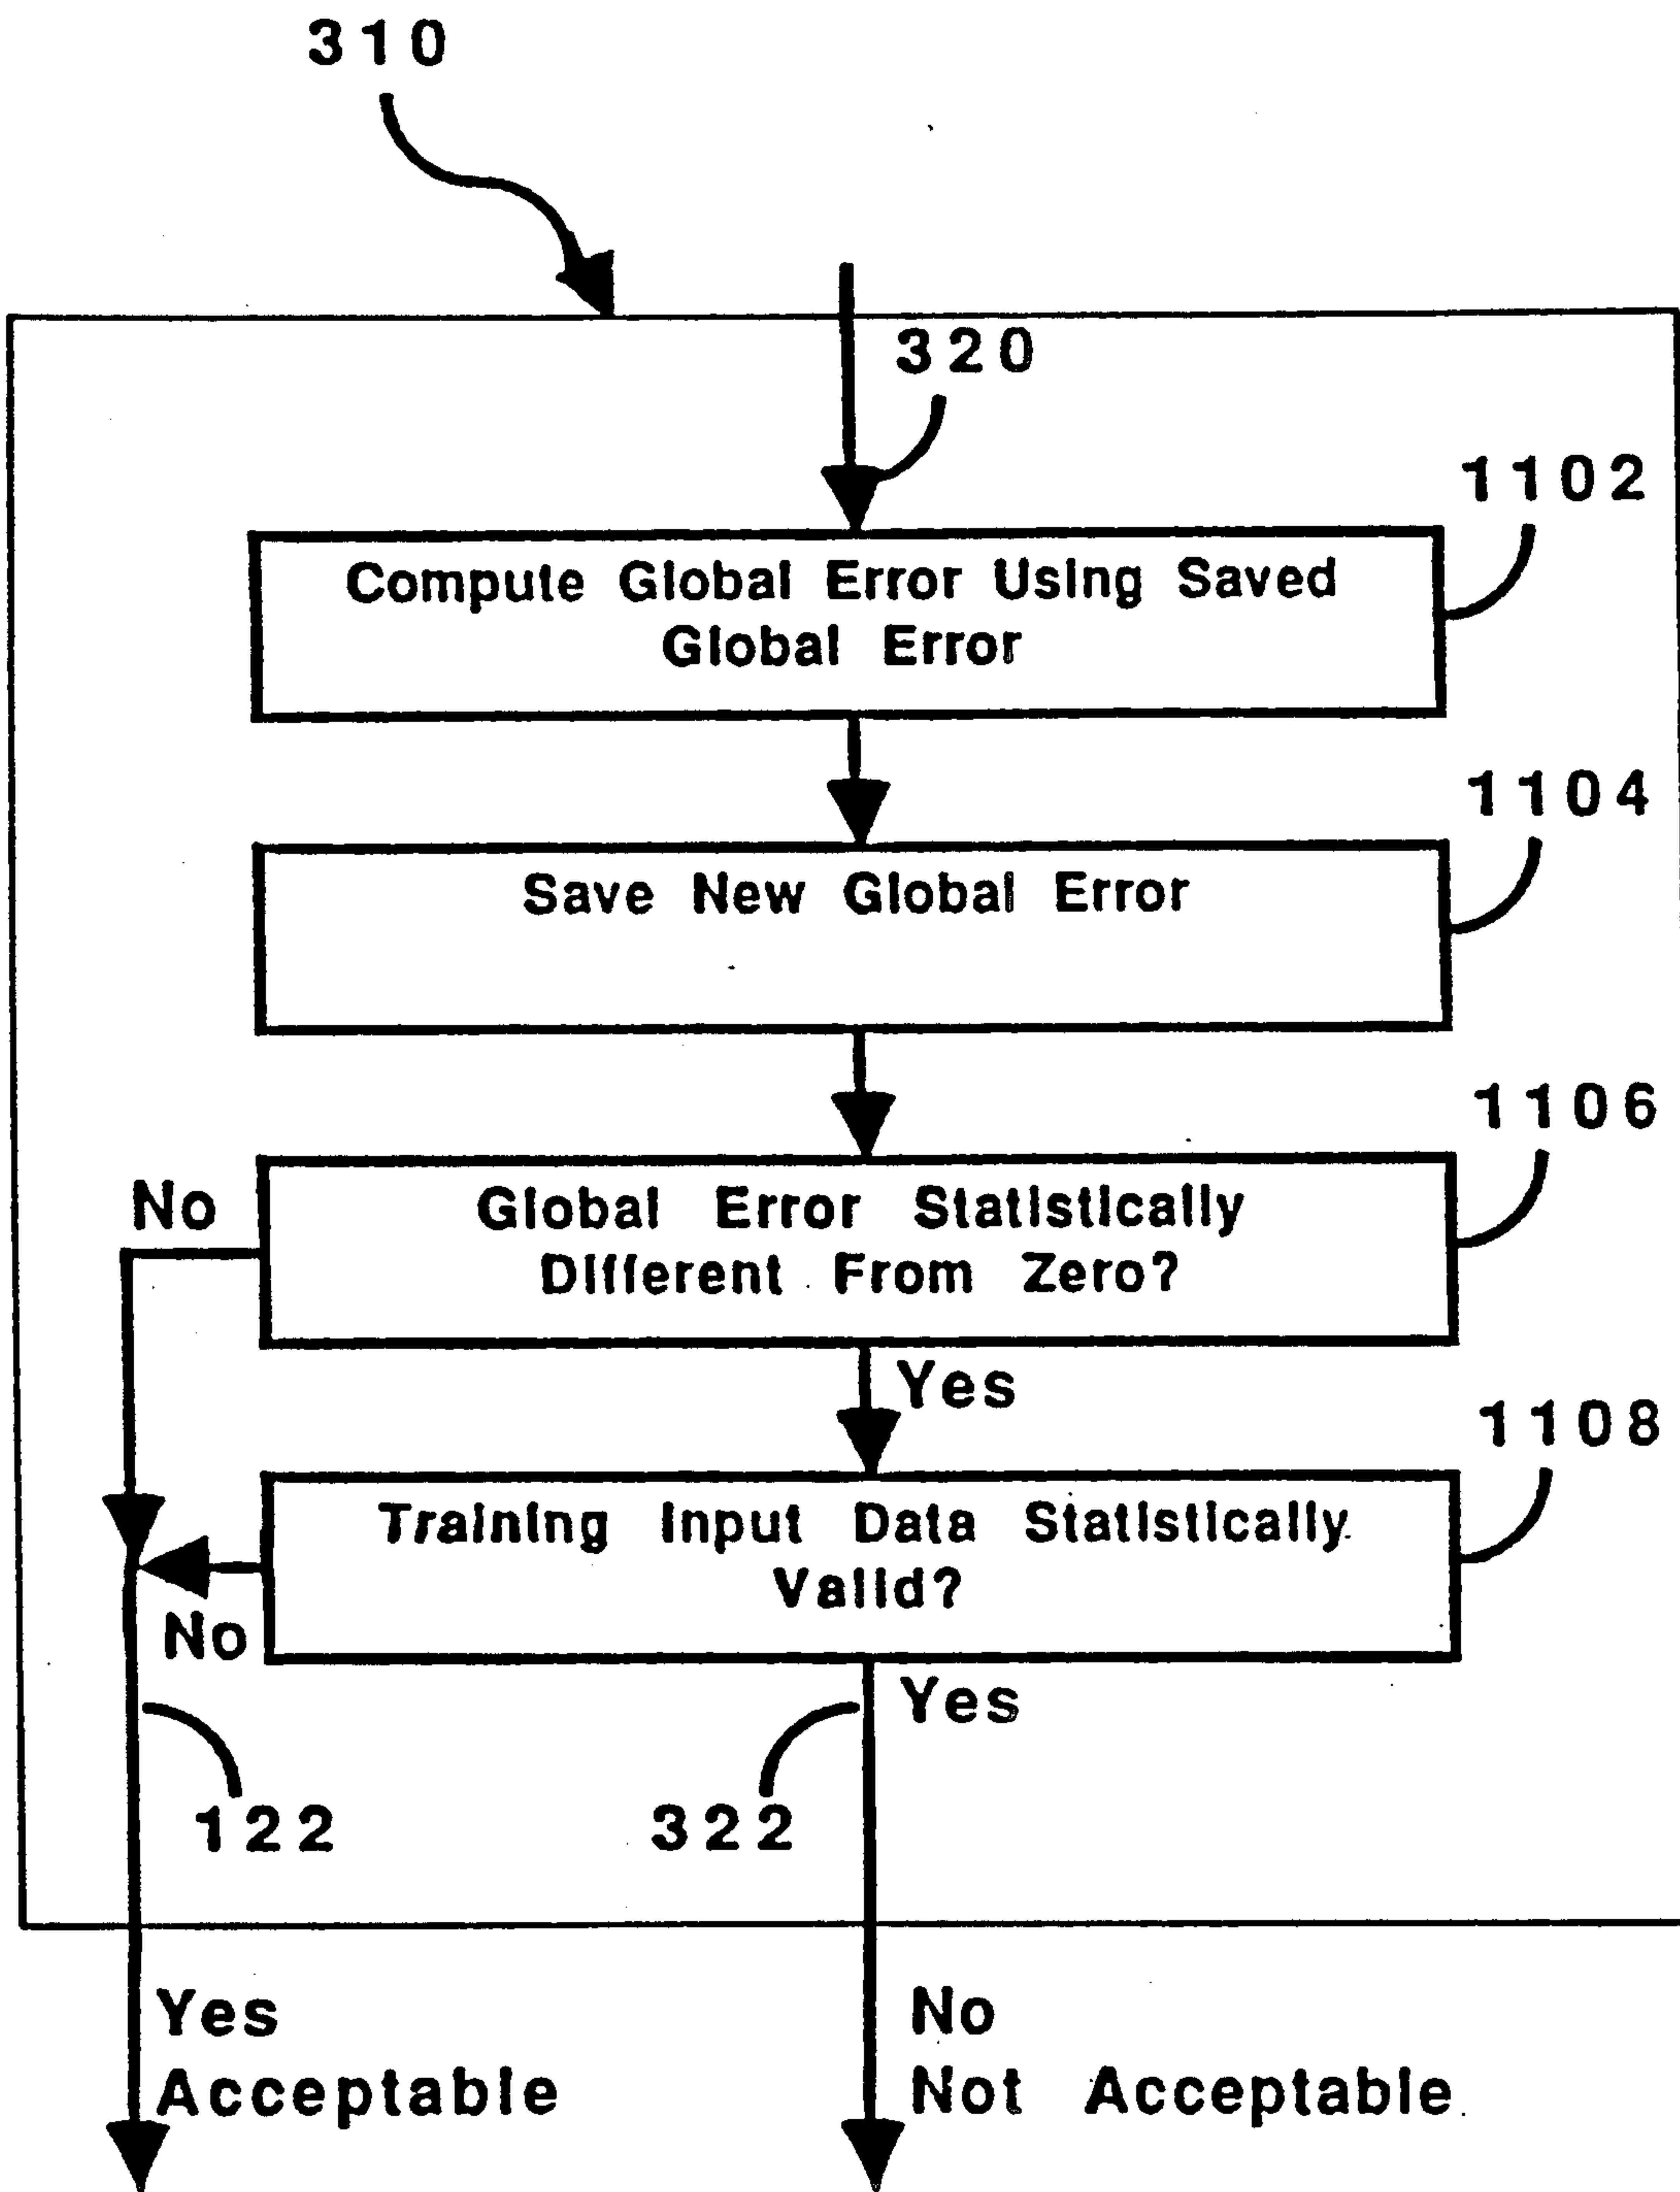 310
320
1102
Compute Global Error Using Saved
Global Error
1104
Save New Global Error
1106
No
Global Error Statistically
Different From Zero?
Yes
1108
Training Input Data Statistically
Valid?
No
Yes
122
322
Yes
Acceptable
No
Not Acceptable